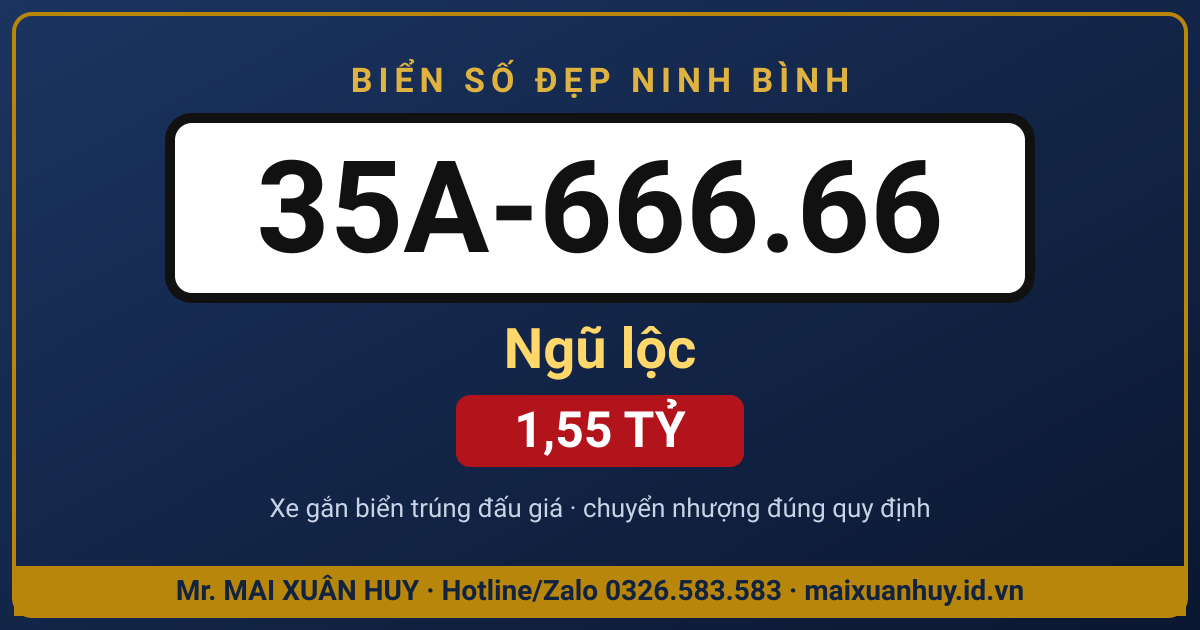 BIỂN SỐ ĐẸP NINH BÌNH
35A-666.66
Ngũ lộc
1,55 TỶ
Xe gắn biển trúng đấu giá · chuyển nhượng đúng quy định
Mr. MAI XUÂN HUY · Hotline/Zalo 0326.583.583 · maixuanhuy.id.vn